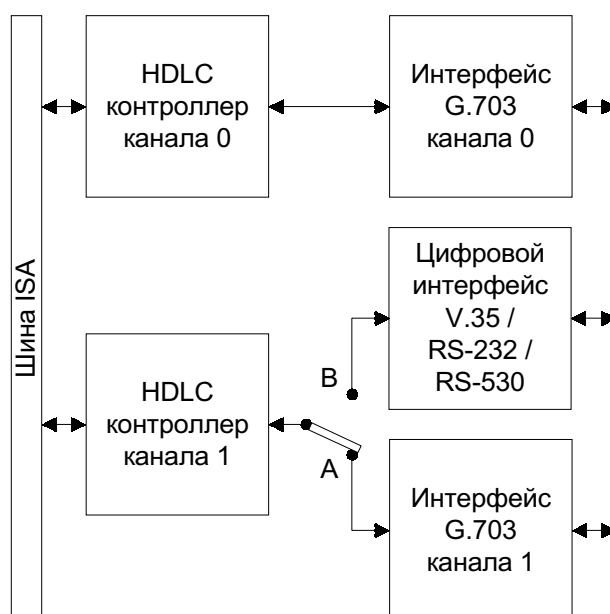 HDLC
контроллер
канала 0
Интерфейс
G.703
канала 0
Шина ISA
Цифровой
интерфейс
V.35 /
RS-232 /
RS-530
B
HDLC
контроллер
канала 1
A
Интерфейс
G.703
канала 1